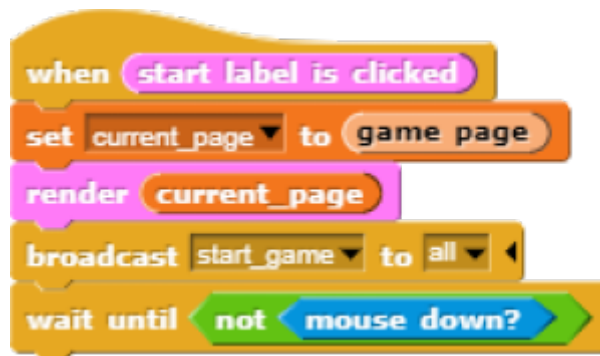 when start label is clicked
set current_page to game page
render current_page
broadcast start_game to all
wait until not mouse down?